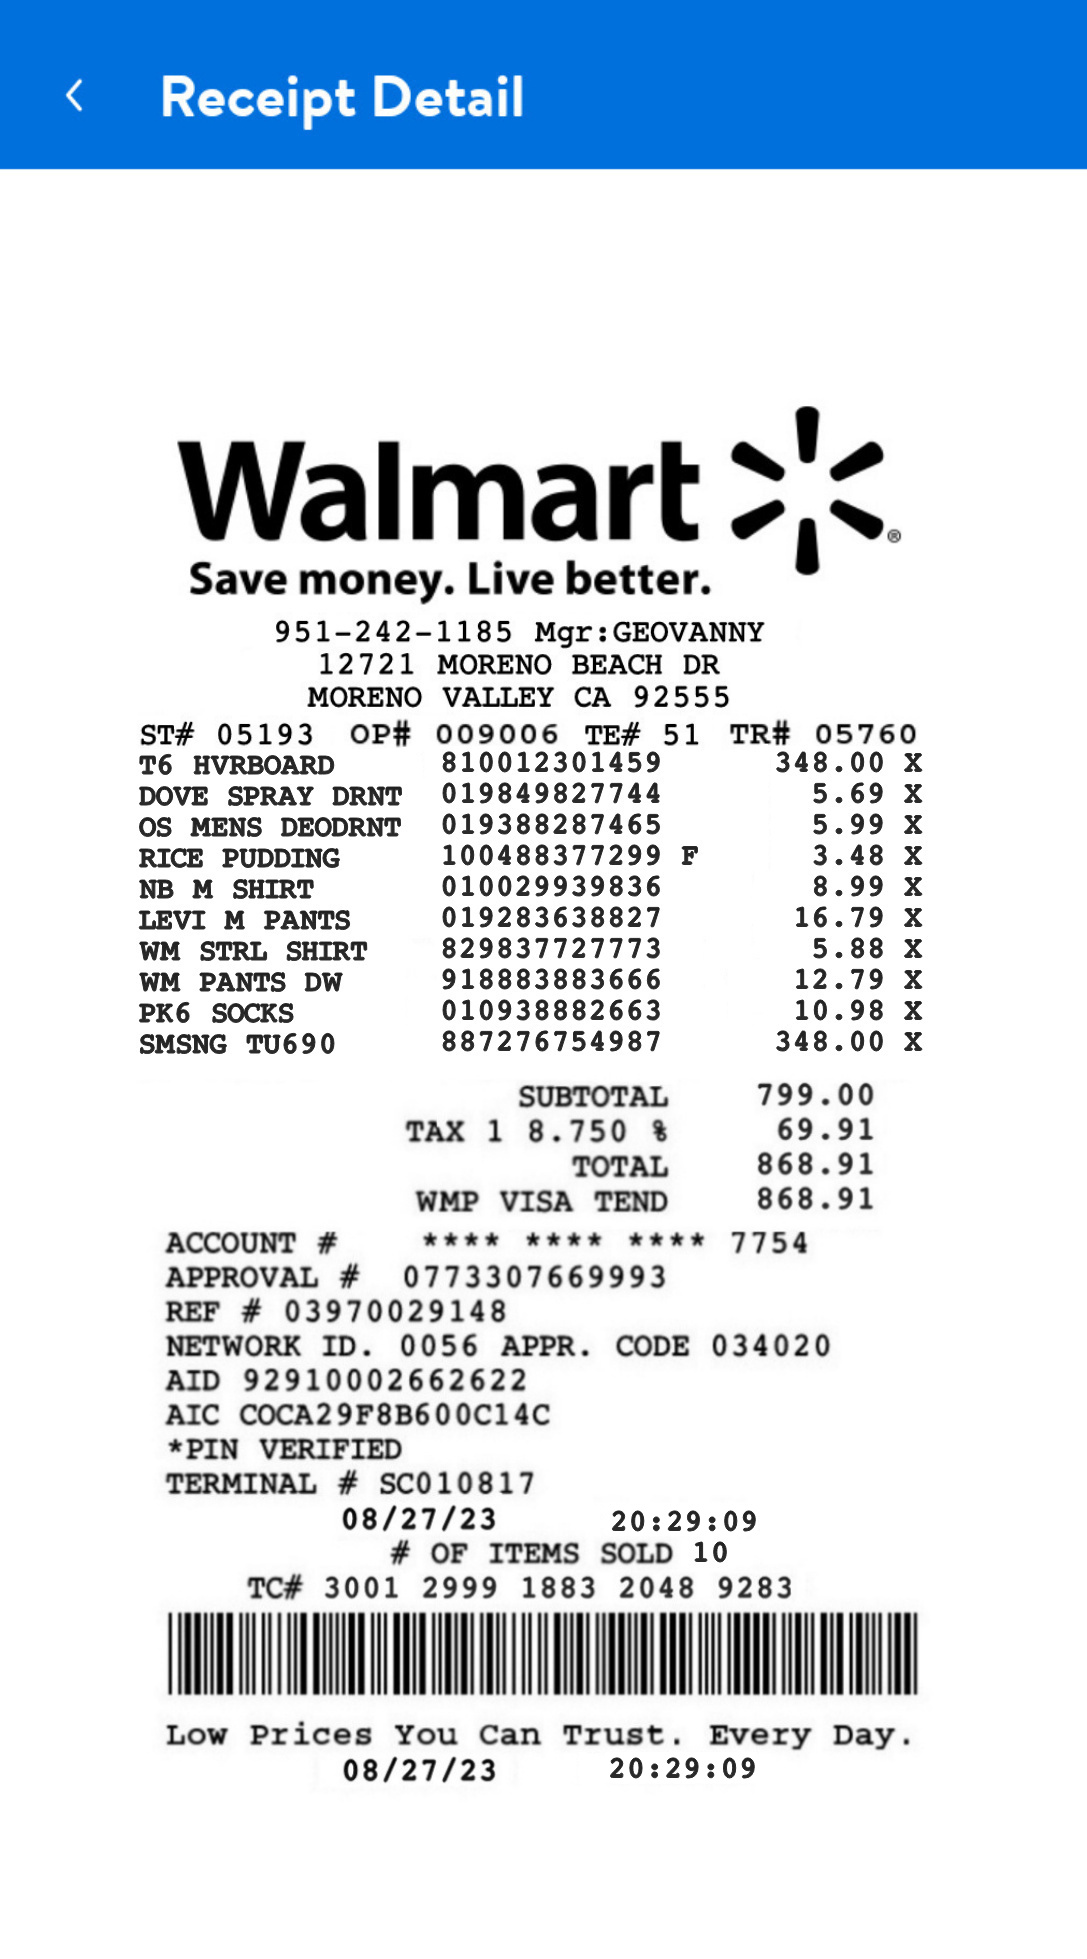 Receipt Detail
Walmart
Save money. Live better.
951-242-1185 Mgr:GEOVANNY
12721 MORENO BEACH DR
MORENO VALLEY CA 92555
ST# 05193 OP# 009006 TE# 51 TR# 05760
T6 HVRBOARD 810012301459 348.00 X
DOVE SPRAY DRNT 019849827744 5.69 X
OS MENS DEODRNT 019388287465 5.99 X
RICE PUDDING 100488377299 F 3.48 X
NB M SHIRT 010029939836 8.99 X
LEVI M PANTS 019283638827 16.79 X
WM STRL SHIRT 829837727773 5.88 X
WM PANTS DW 918883883666 12.79 X
PK6 SOCKS 010938882663 10.98 X
SMSNG TU690 887276754987 348.00 X
SUBTOTAL 799.00
TAX 1 8.750 % 69.91
TOTAL 868.91
WMP VISA TEND 868.91
ACCOUNT # **** **** **** 7754
APPROVAL # 0773307669993
REF # 03970029148
NETWORK ID. 0056 APPR. CODE 034020
AID 92910002662622
AIC COCA29F8B600C14C
*PIN VERIFIED
TERMINAL # SC010817
08/27/23 20:29:09
# OF ITEMS SOLD 10
TC# 3001 2999 1883 2048 9283
Low Prices You Can Trust. Every Day.
08/27/23 20:29:09